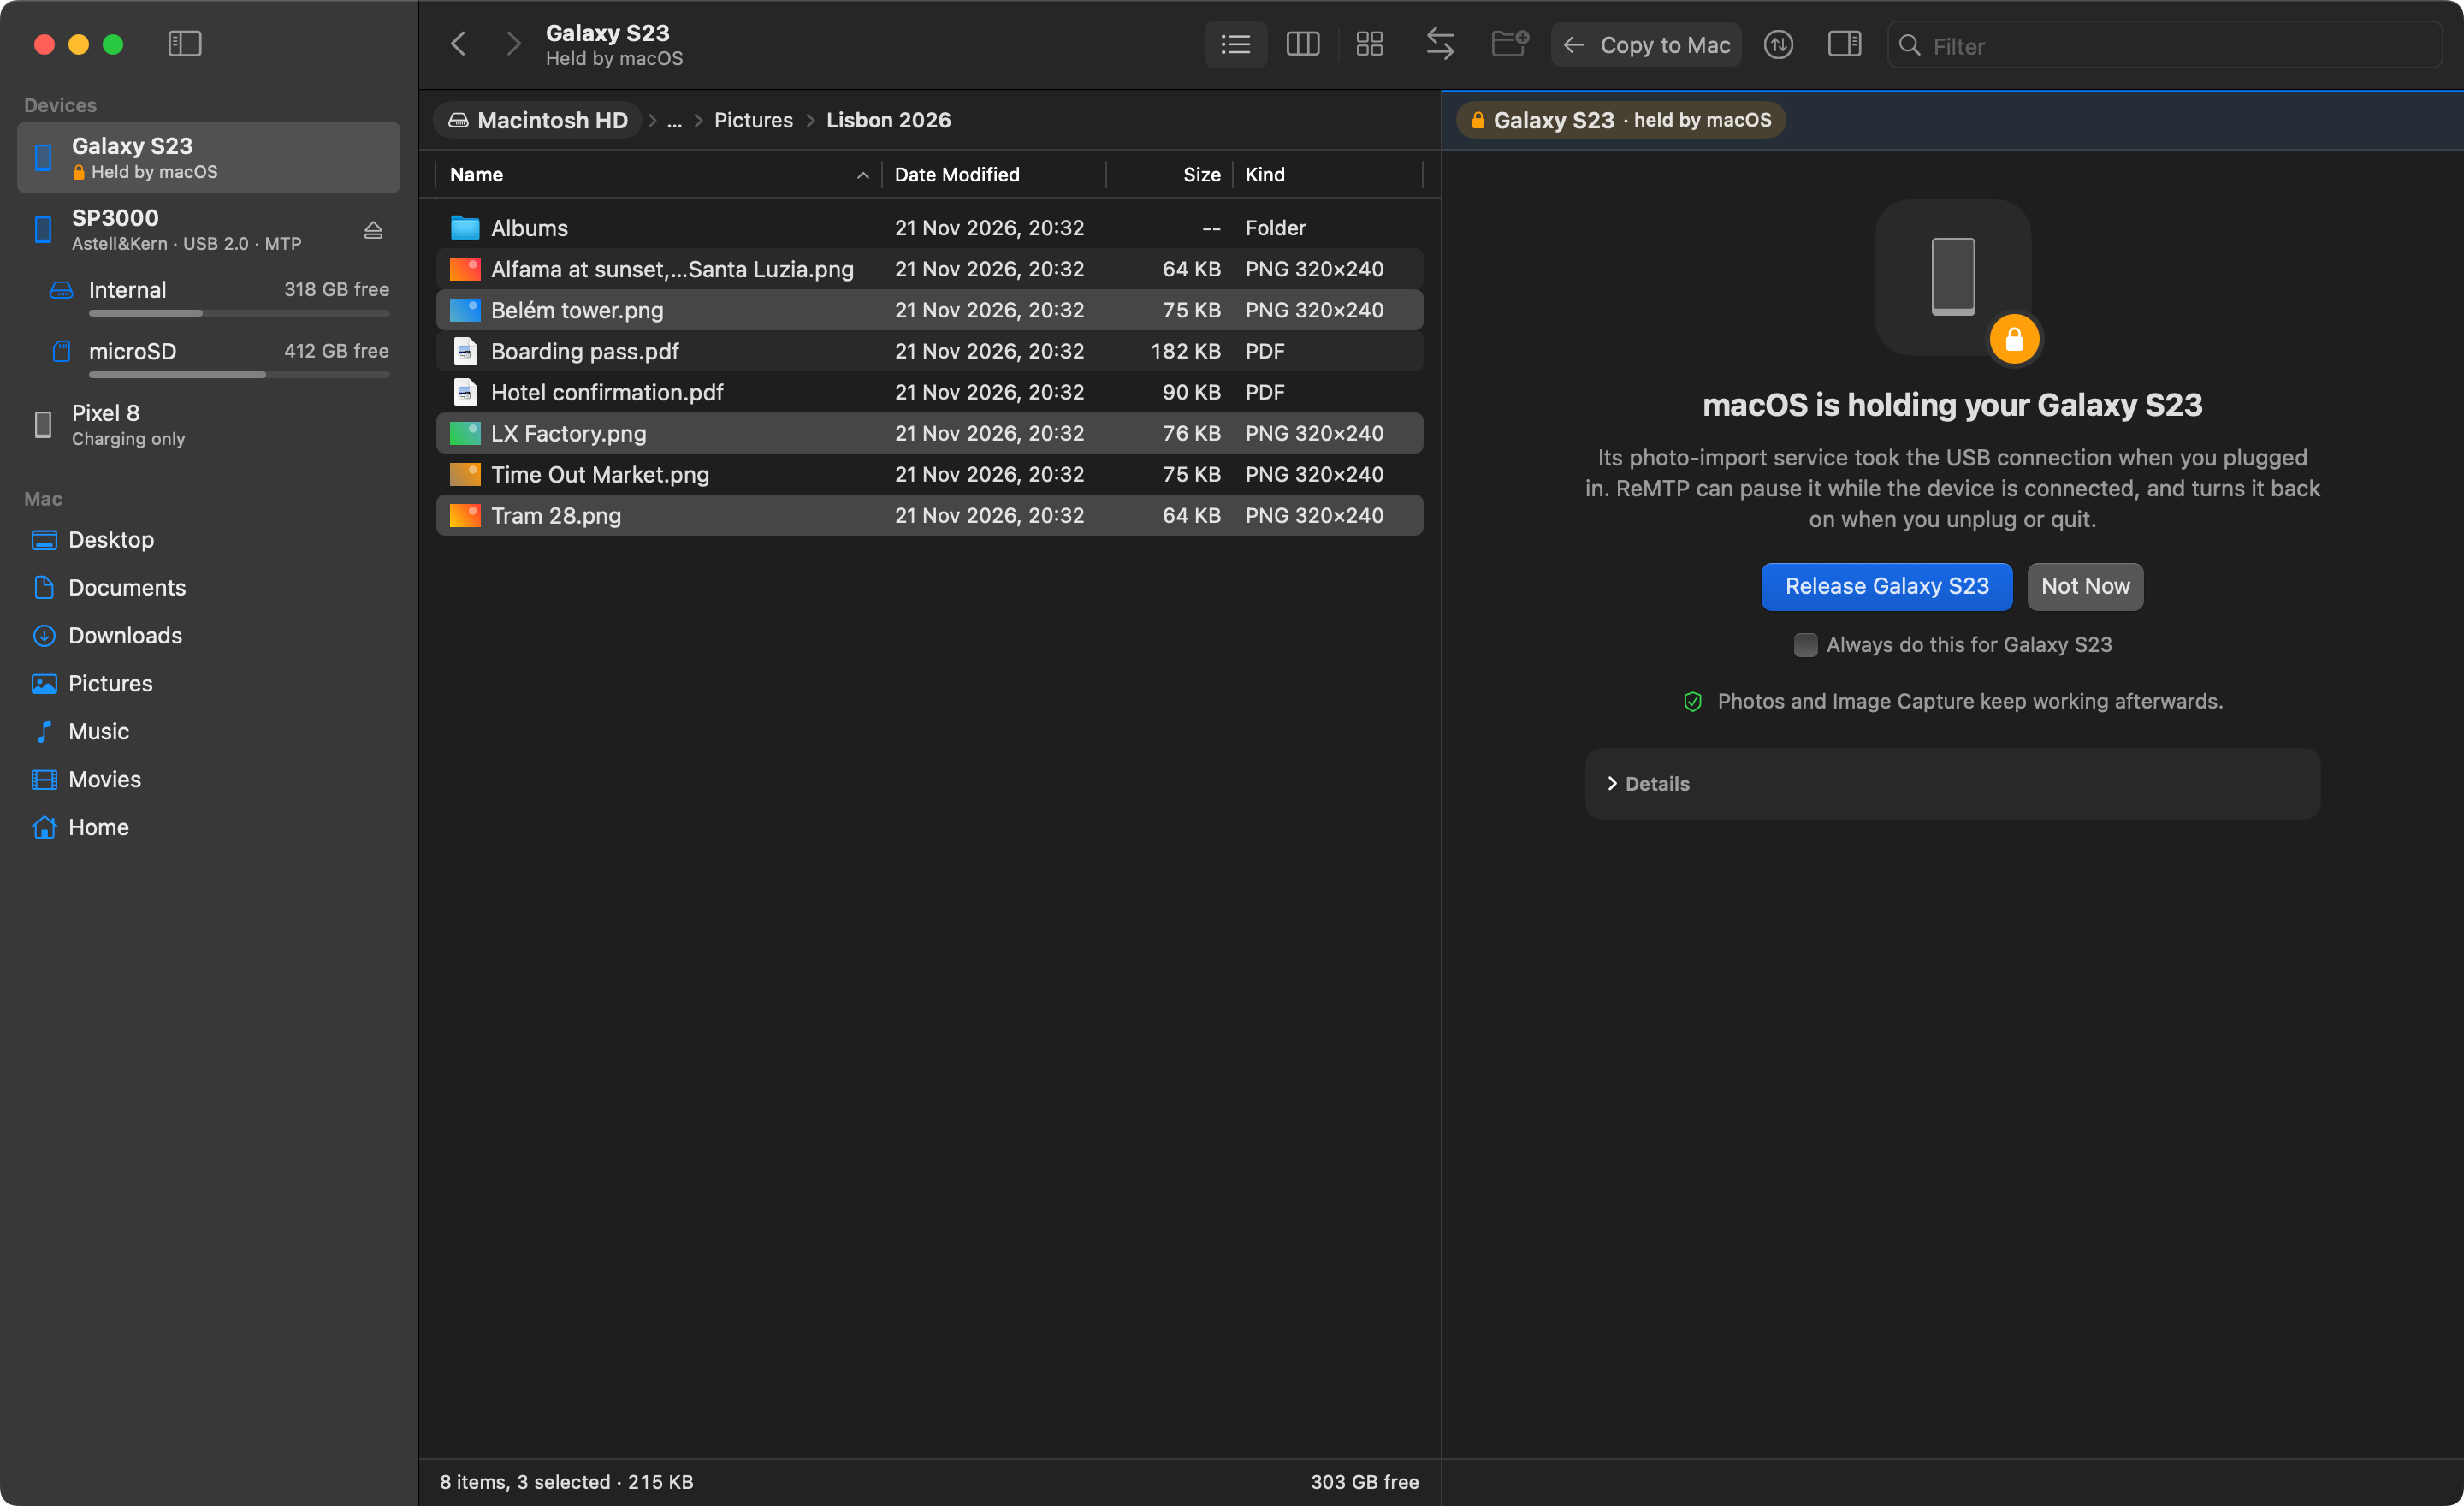 Galaxy S23
Held by macOS
Copy to Mac
Filter
Devices
Galaxy S23
Held by macOS
SP3000
Astell&Kern · USB 2.0 · MTP
Internal 318 GB free
microSD 412 GB free
Pixel 8
Charging only
Mac
Desktop
Documents
Downloads
Pictures
Music
Movies
Home
Macintosh HD › ... › Pictures › Lisbon 2026
Name Date Modified Size Kind
Albums 21 Nov 2026, 20:32 -- Folder
Alfama at sunset,...Santa Luzia.png 21 Nov 2026, 20:32 64 KB PNG 320×240
Belém tower.png 21 Nov 2026, 20:32 75 KB PNG 320×240
Boarding pass.pdf 21 Nov 2026, 20:32 182 KB PDF
Hotel confirmation.pdf 21 Nov 2026, 20:32 90 KB PDF
LX Factory.png 21 Nov 2026, 20:32 76 KB PNG 320×240
Time Out Market.png 21 Nov 2026, 20:32 75 KB PNG 320×240
Tram 28.png 21 Nov 2026, 20:32 64 KB PNG 320×240
8 items, 3 selected · 215 KB 303 GB free
Galaxy S23 · held by macOS
macOS is holding your Galaxy S23
Its photo-import service took the USB connection when you plugged
in. ReMTP can pause it while the device is connected, and turns it back
on when you unplug or quit.
Release Galaxy S23 Not Now
Always do this for Galaxy S23
Photos and Image Capture keep working afterwards.
Details